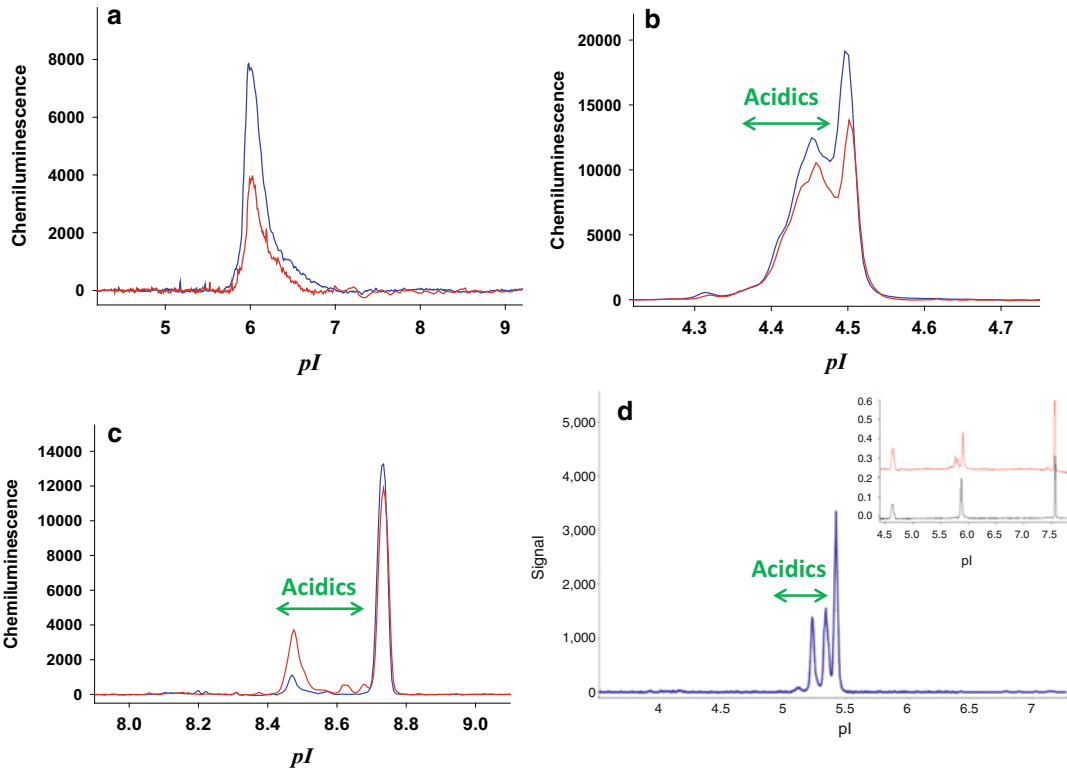 a
Chemiluminescence
8000
6000
4000
2000
0
5 6 7 8 9
pI
b
Chemiluminescence
20000
15000
10000
5000
0
Acidics
4.3 4.4 4.5 4.6 4.7
pI
c
Chemiluminescence
14000
12000
10000
8000
6000
4000
2000
0
Acidics
8.0 8.2 8.4 8.6 8.8 9.0
pI
d
Signal
5,000
4,000
3,000
2,000
1,000
0
Acidics
4 4.5 5 5.5 6 6.5 7
pI
0.6
0.4
0.3
0.2
0.1
0.0
4.5 5.0 5.5 6.0 6.5 7.0 7.5
pI